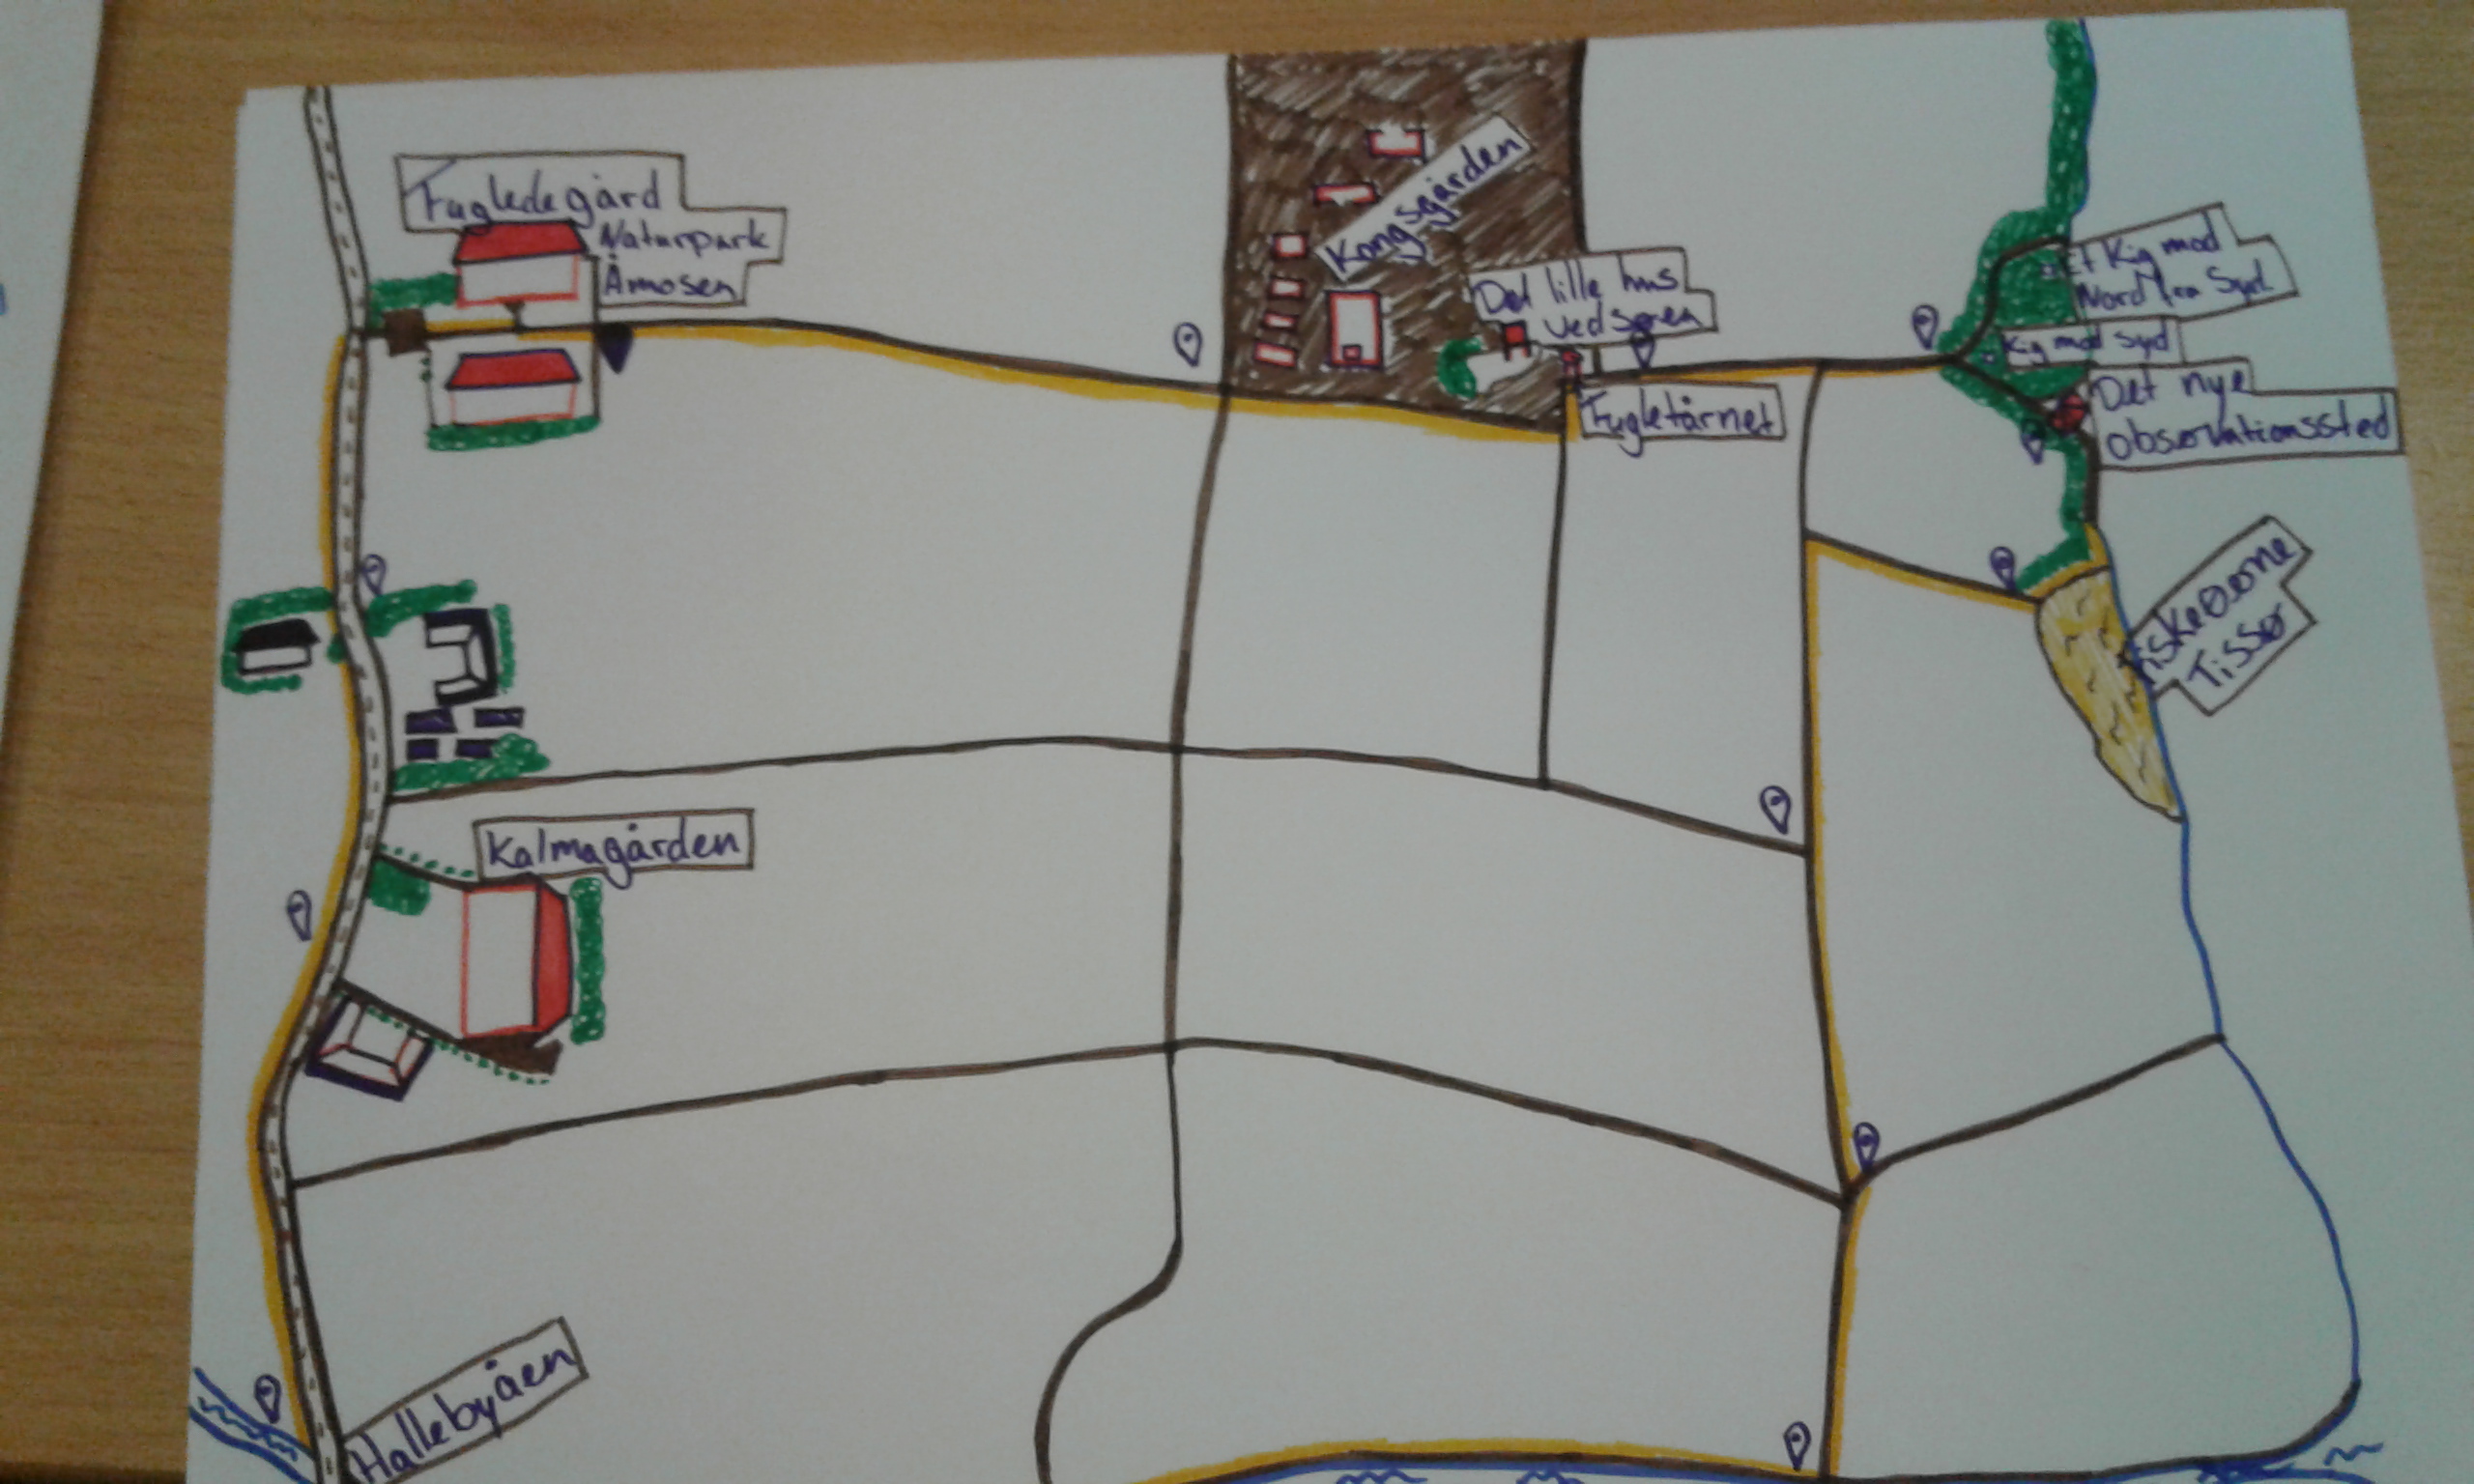 Fugledegård
Naturpark
Åmosen
Kongsgården
Det lille hus
ved søren
Fugletårnet
Et Kig mod
Nord fra Syd
Kig mod syd
Det nye
observationssted
FiskeØerne
Tissø
Kalmagården
Hallebyåen